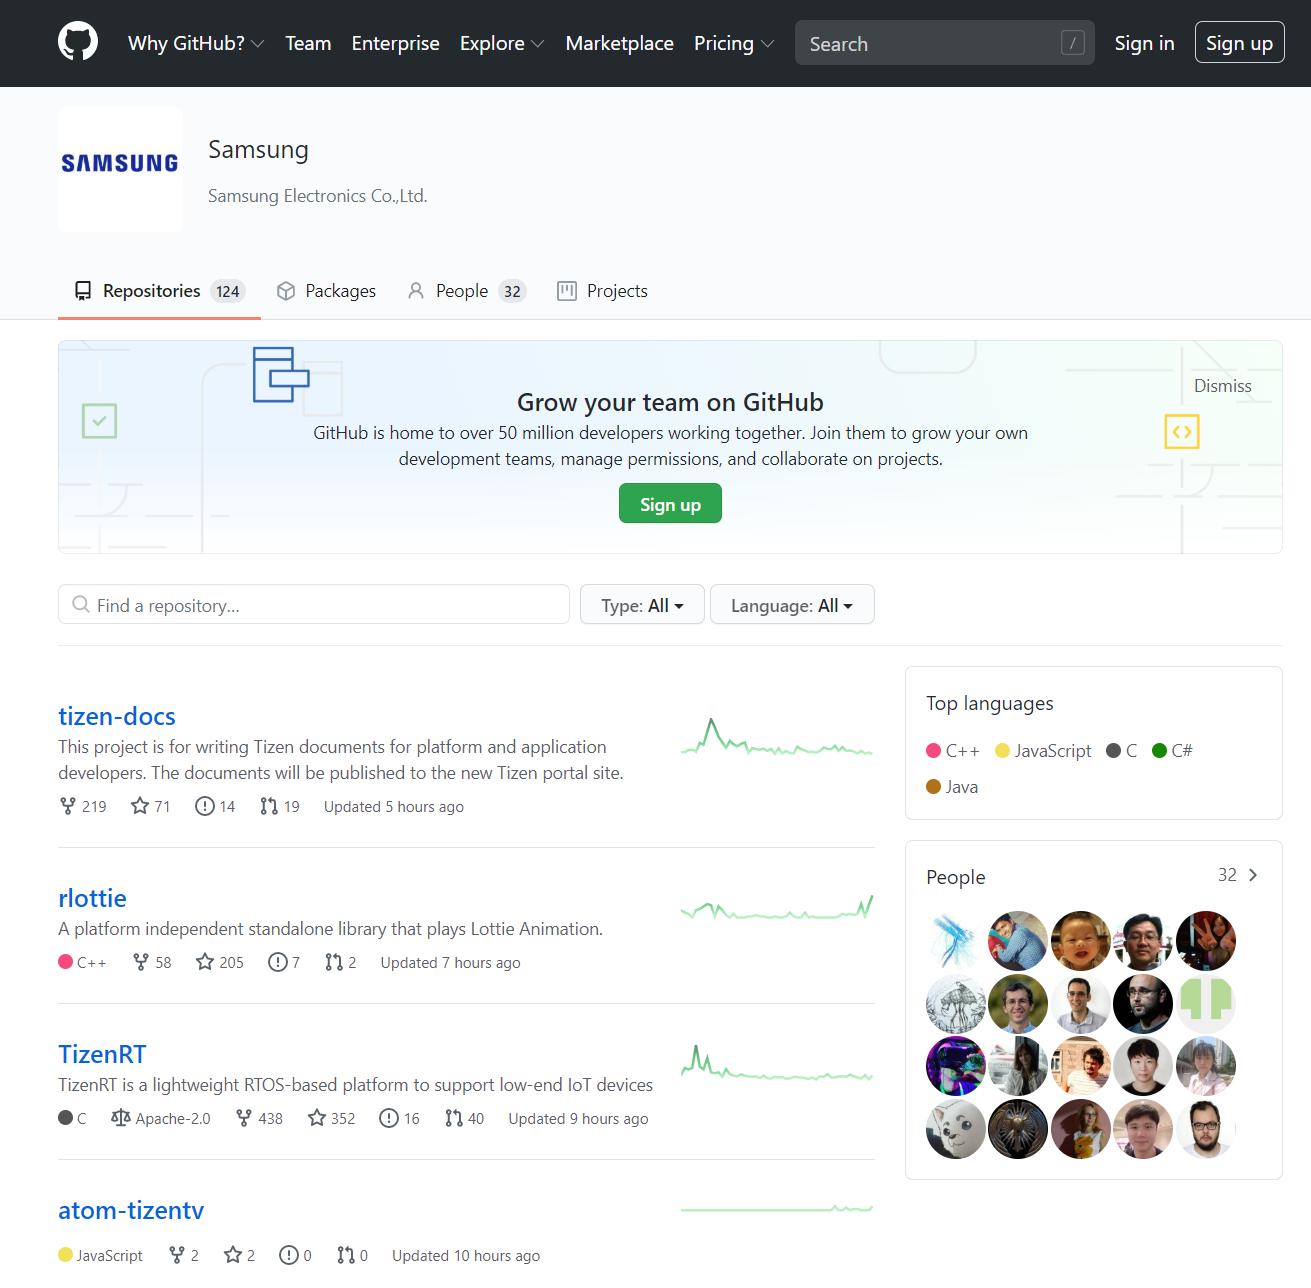 Why GitHub? Team Enterprise Explore Marketplace Pricing Search / Sign in Sign up
SAMSUNG
Samsung
Samsung Electronics Co.,Ltd.
Repositories 124 Packages People 32 Projects
Dismiss
Grow your team on GitHub
GitHub is home to over 50 million developers working together. Join them to grow your own
development teams, manage permissions, and collaborate on projects.
Sign up
Find a repository... Type: All Language: All
tizen-docs
This project is for writing Tizen documents for platform and application
developers. The documents will be published to the new Tizen portal site.
219 71 14 19 Updated 5 hours ago
rlottie
A platform independent standalone library that plays Lottie Animation.
C++ 58 205 7 2 Updated 7 hours ago
TizenRT
TizenRT is a lightweight RTOS-based platform to support low-end IoT devices
C Apache-2.0 438 352 16 40 Updated 9 hours ago
atom-tizentv
JavaScript 2 2 0 0 Updated 10 hours ago
Top languages
C++ JavaScript C C#
Java
People 32